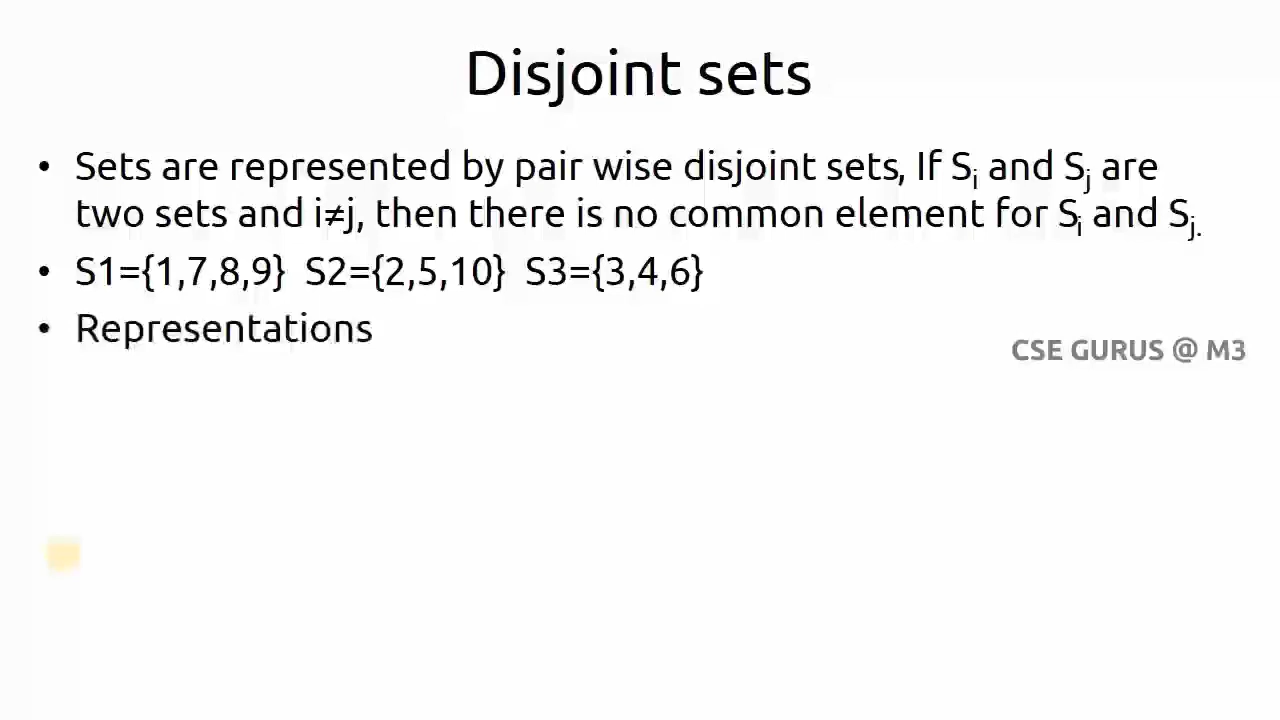 Disjoint sets
• Sets are represented by pair wise disjoint sets, If Si and Sj are
two sets and i≠j, then there is no common element for Si and Sj.
• S1={1,7,8,9} S2={2,5,10} S3={3,4,6}
• Representations
CSE GURUS @ M3